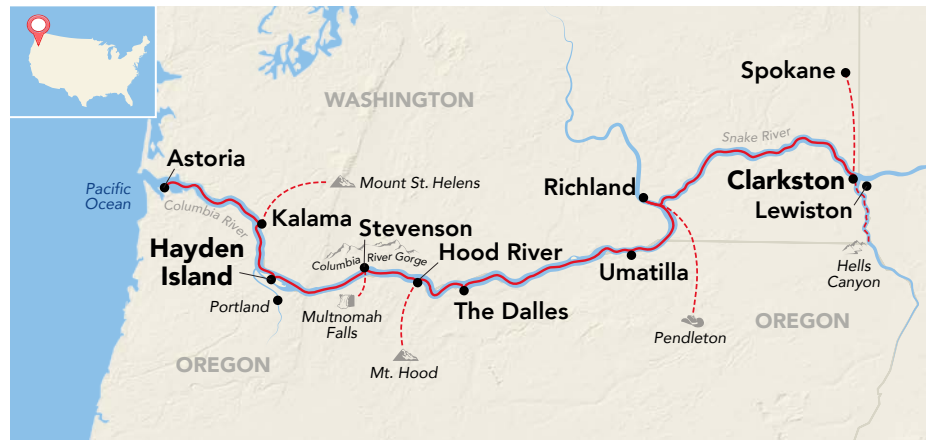 WASHINGTON
Spokane
Snake River
Astoria
Pacific
Ocean
Columbia River
Mount St. Helens
Kalama
Richland
Clarkston
Lewiston
Stevenson
Hayden
Island
Columbia River Gorge
Hood River
Umatilla
Hells
Canyon
Portland
Multnomah
Falls
The Dalles
Pendleton
OREGON
OREGON
Mt. Hood